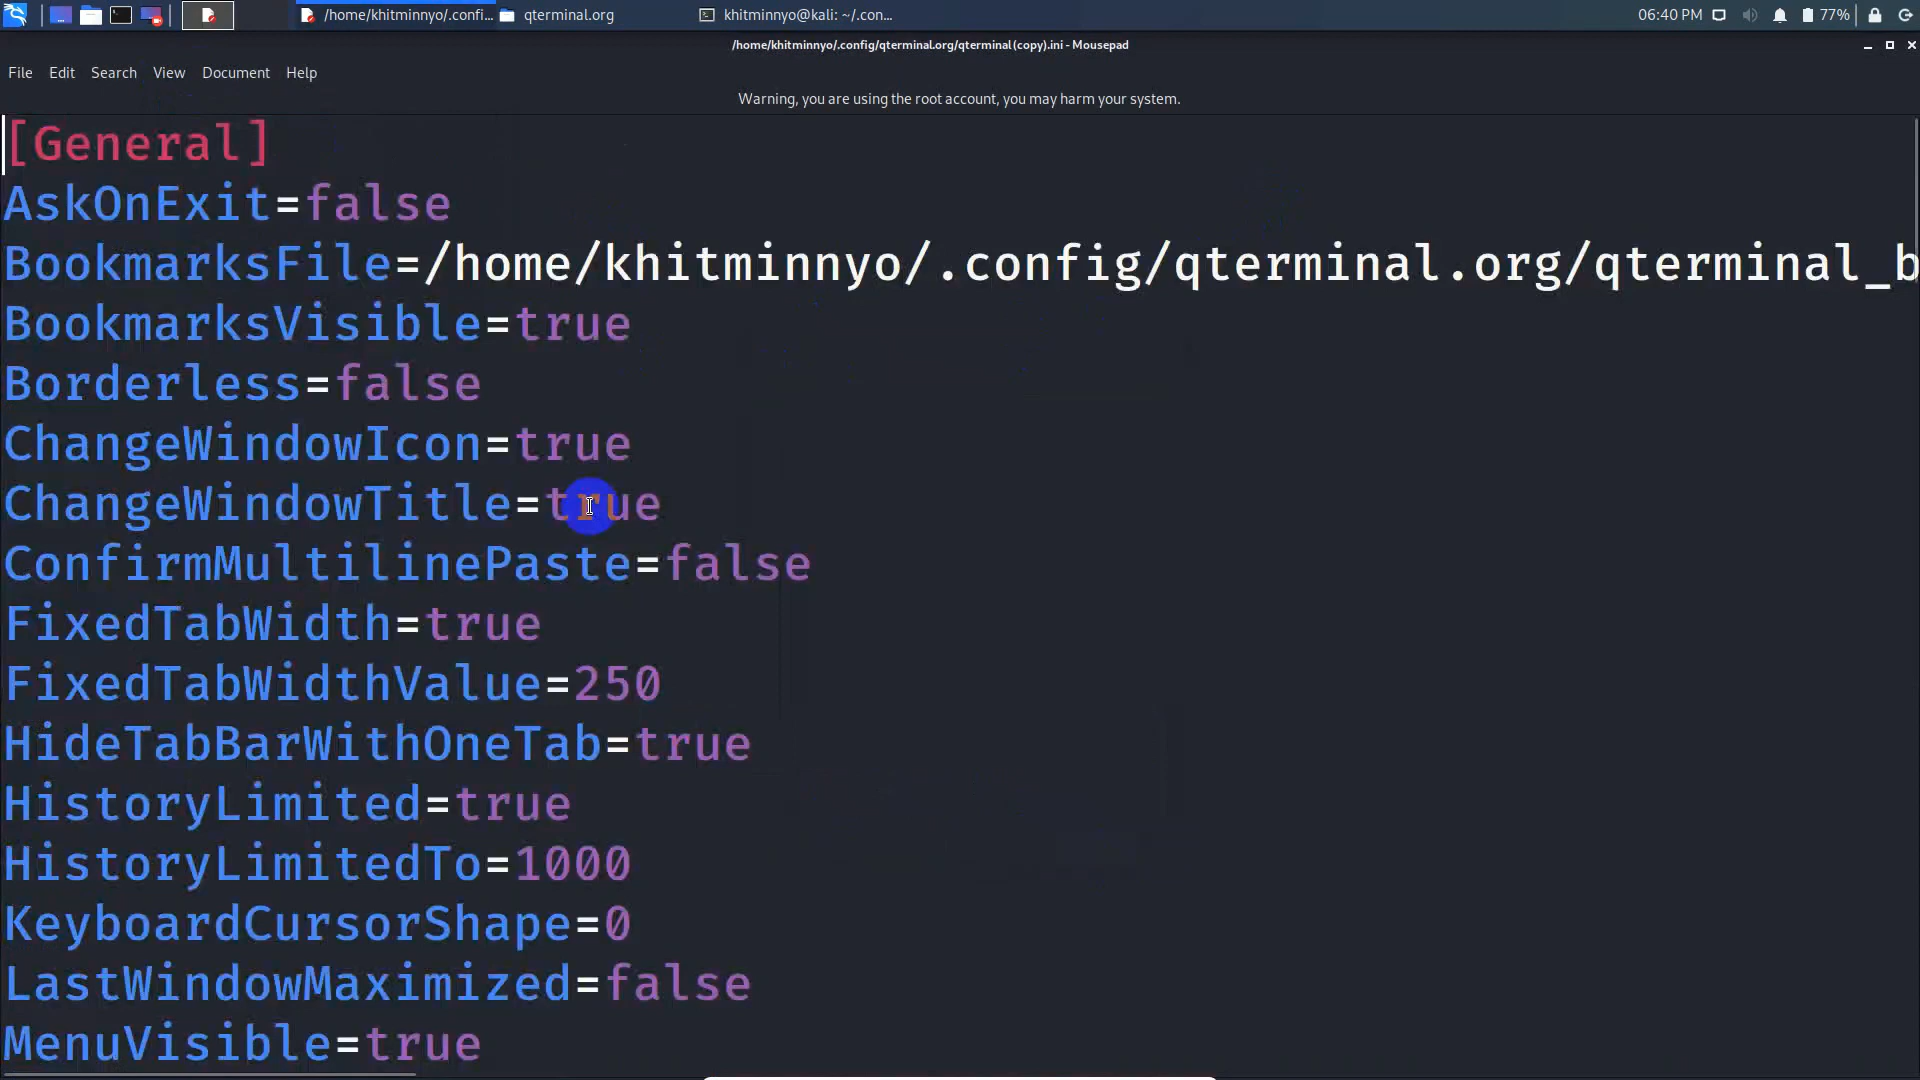 /home/khitminnyo/.confi... qterminal.org khitminnyo@kali: ~/.con... 06:40 PM 77%
/home/khitminnyo/.config/qterminal.org/qterminal(copy).ini - Mousepad
File Edit Search View Document Help
Warning, you are using the root account, you may harm your system.
[General]
AskOnExit=false
BookmarksFile=/home/khitminnyo/.config/qterminal.org/qterminal_b
BookmarksVisible=true
Borderless=false
ChangeWindowIcon=true
ChangeWindowTitle=true
ConfirmMultilinePaste=false
FixedTabWidth=true
FixedTabWidthValue=250
HideTabBarWithOneTab=true
HistoryLimited=true
HistoryLimitedTo=1000
KeyboardCursorShape=0
LastWindowMaximized=false
MenuVisible=true